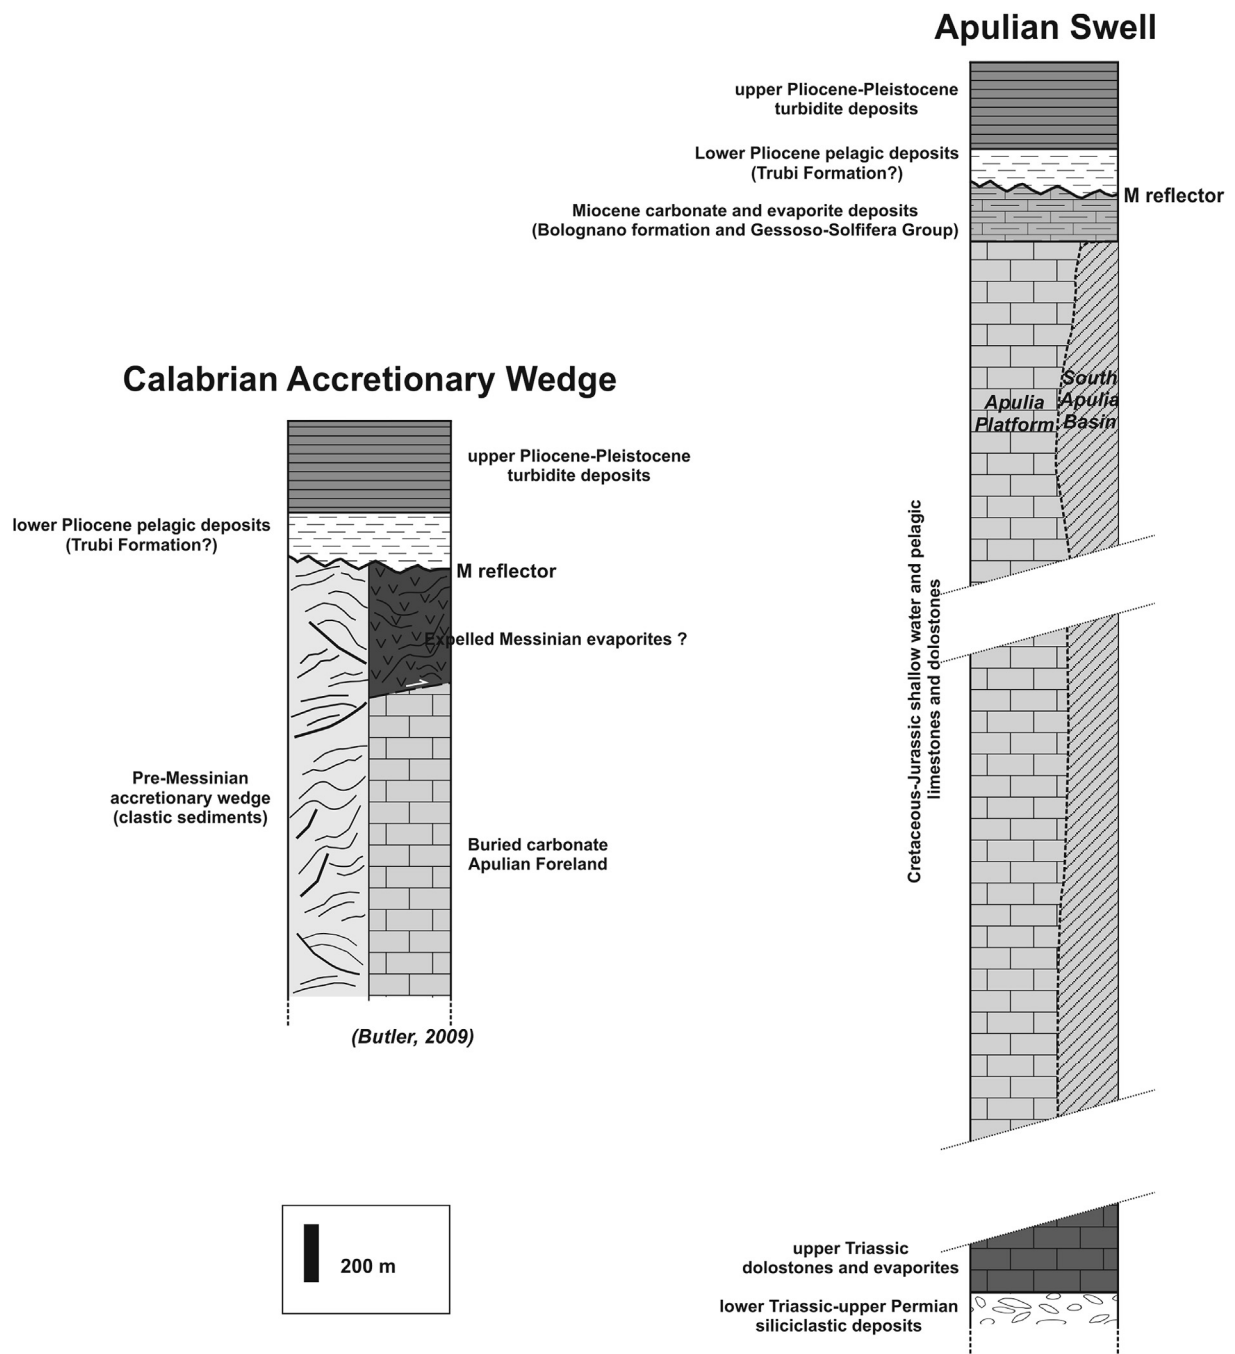 Apulian Swell
upper Pliocene-Pleistocene
turbidite deposits
Lower Pliocene pelagic deposits
(Trubi Formation?)
M reflector
Miocene carbonate and evaporite deposits
(Bolognano formation and Gessoso-Solfifera Group)
Apulia
Platform
South
Apulia
Basin
Cretaceous-Jurassic shallow water and pelagic
limestones and dolostones
upper Triassic
dolostones and evaporites
lower Triassic-upper Permian
siliciclastic deposits
Calabrian Accretionary Wedge
upper Pliocene-Pleistocene
turbidite deposits
lower Pliocene pelagic deposits
(Trubi Formation?)
M reflector
Expelled Messinian evaporites ?
Pre-Messinian
accretionary wedge
(clastic sediments)
Buried carbonate
Apulian Foreland
(Butler, 2009)
200 m